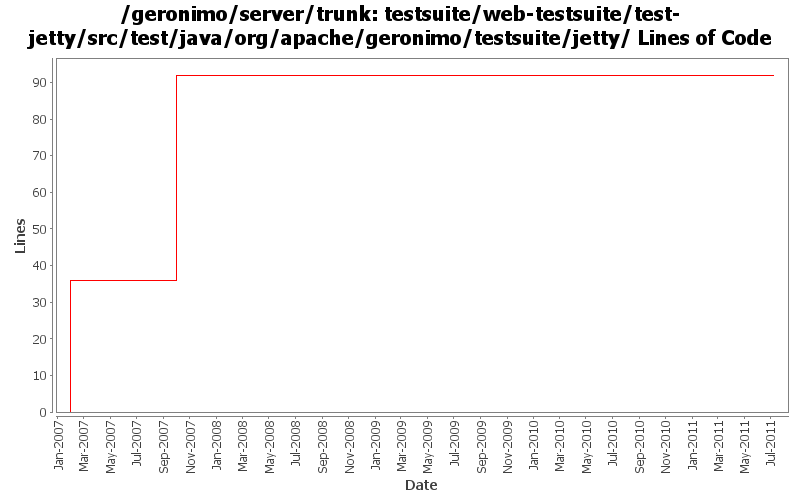 /geronimo/server/trunk: testsuite/web-testsuite/test-
jetty/src/test/java/org/apache/geronimo/testsuite/jetty/ Lines of Code
Lines
90
80
70
60
50
40
30
20
10
0
Jan-2007
Mar-2007
May-2007
Jul-2007
Sep-2007
Nov-2007
Jan-2008
Mar-2008
May-2008
Jul-2008
Sep-2008
Nov-2008
Jan-2009
Mar-2009
May-2009
Jul-2009
Sep-2009
Nov-2009
Jan-2010
Mar-2010
May-2010
Jul-2010
Sep-2010
Nov-2010
Jan-2011
Mar-2011
May-2011
Jul-2011
Date